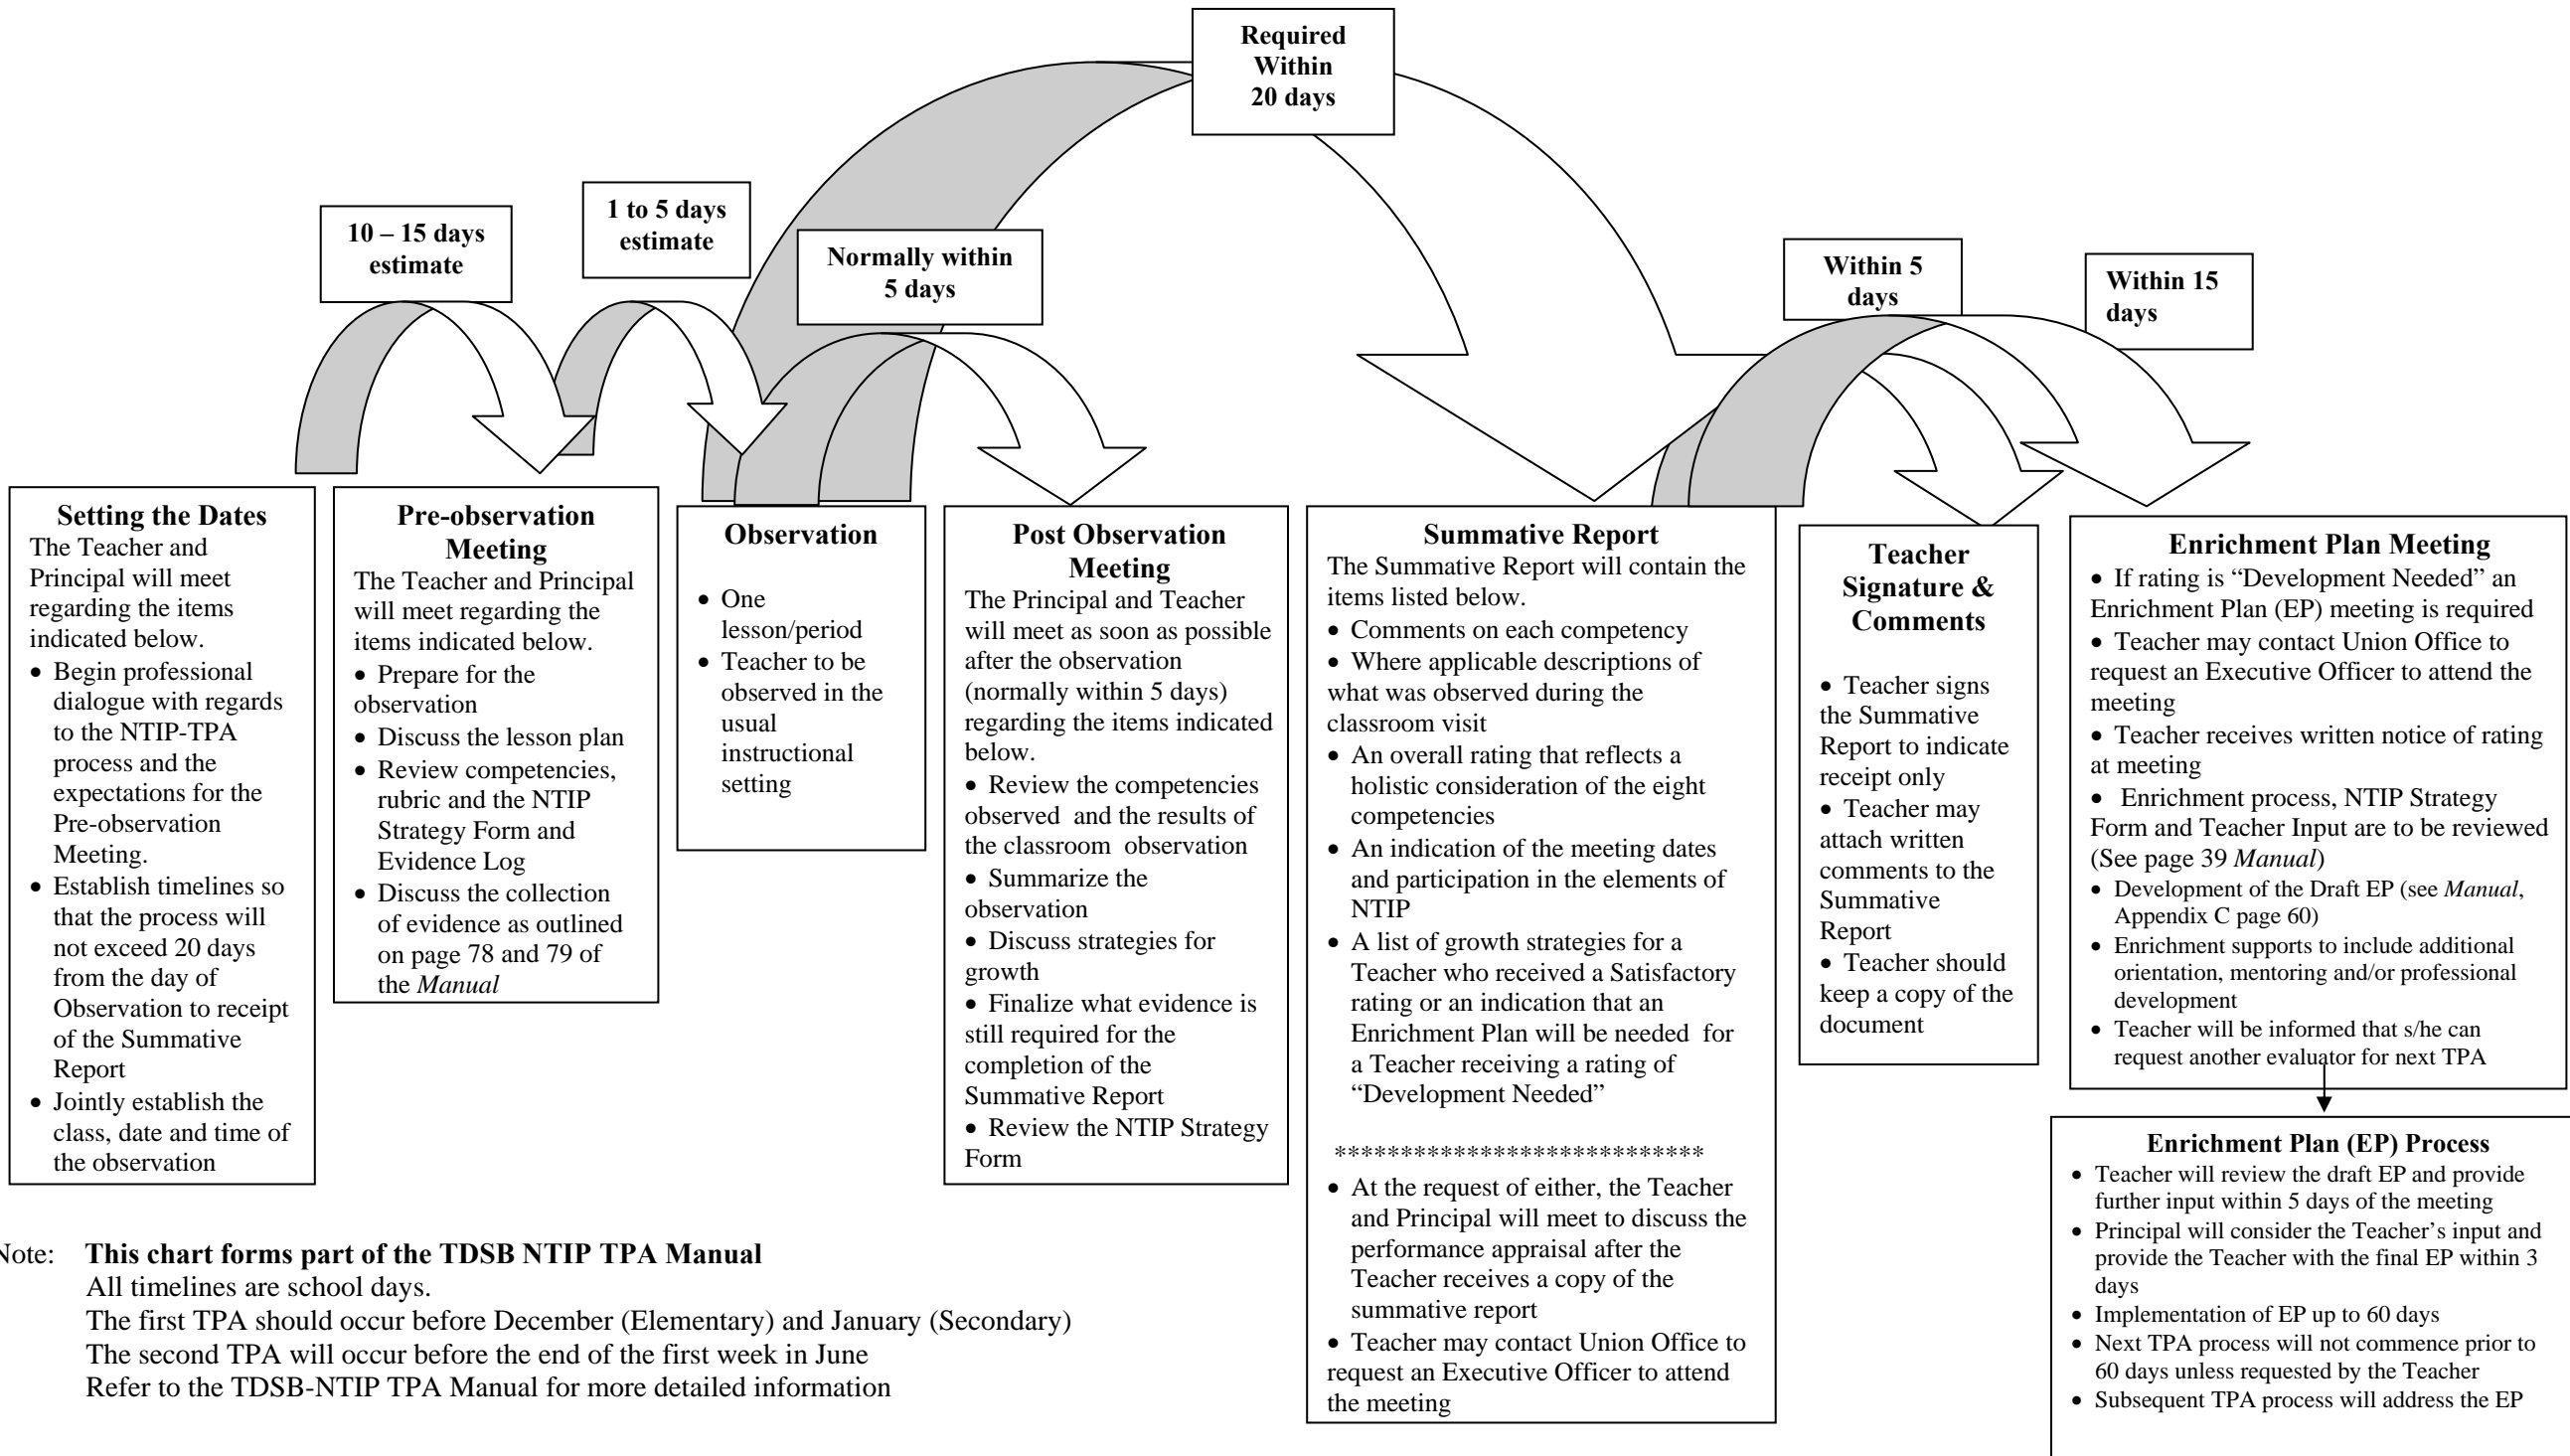 Required
Within
20 days
10 – 15 days
estimate
1 to 5 days
estimate
Normally within
5 days
Within 5
days
Within 15
days
Setting the Dates
The Teacher and
Principal will meet
regarding the items
indicated below.
• Begin professional
dialogue with regards
to the NTIP-TPA
process and the
expectations for the
Pre-observation
Meeting.
• Establish timelines so
that the process will
not exceed 20 days
from the day of
Observation to receipt
of the Summative
Report
• Jointly establish the
class, date and time of
the observation
Pre-observation
Meeting
The Teacher and Principal
will meet regarding the
items indicated below.
• Prepare for the
observation
• Discuss the lesson plan
• Review competencies,
rubric and the NTIP
Strategy Form and
Evidence Log
• Discuss the collection
of evidence as outlined
on page 78 and 79 of
the Manual
Observation
• One
lesson/period
• Teacher to be
observed in the
usual
instructional
setting
Post Observation
Meeting
The Principal and Teacher
will meet as soon as possible
after the observation
(normally within 5 days)
regarding the items indicated
below.
• Review the competencies
observed and the results of
the classroom observation
• Summarize the
observation
• Discuss strategies for
growth
• Finalize what evidence is
still required for the
completion of the
Summative Report
• Review the NTIP Strategy
Form
Summative Report
The Summative Report will contain the
items listed below.
• Comments on each competency
• Where applicable descriptions of
what was observed during the
classroom visit
• An overall rating that reflects a
holistic consideration of the eight
competencies
• An indication of the meeting dates
and participation in the elements of
NTIP
• A list of growth strategies for a
Teacher who received a Satisfactory
rating or an indication that an
Enrichment Plan will be needed for
a Teacher receiving a rating of
“Development Needed”
****************************
• At the request of either, the Teacher
and Principal will meet to discuss the
performance appraisal after the
Teacher receives a copy of the
summative report
• Teacher may contact Union Office to
request an Executive Officer to attend
the meeting
Teacher
Signature &
Comments
• Teacher signs
the Summative
Report to indicate
receipt only
• Teacher may
attach written
comments to the
Summative
Report
• Teacher should
keep a copy of the
document
Enrichment Plan Meeting
• If rating is “Development Needed” an
Enrichment Plan (EP) meeting is required
• Teacher may contact Union Office to
request an Executive Officer to attend the
meeting
• Teacher receives written notice of rating
at meeting
• Enrichment process, NTIP Strategy
Form and Teacher Input are to be reviewed
(See page 39 Manual)
• Development of the Draft EP (see Manual,
Appendix C page 60)
• Enrichment supports to include additional
orientation, mentoring and/or professional
development
• Teacher will be informed that s/he can
request another evaluator for next TPA
Enrichment Plan (EP) Process
• Teacher will review the draft EP and provide
further input within 5 days of the meeting
• Principal will consider the Teacher’s input and
provide the Teacher with the final EP within 3
days
• Implementation of EP up to 60 days
• Next TPA process will not commence prior to
60 days unless requested by the Teacher
• Subsequent TPA process will address the EP
Note: This chart forms part of the TDSB NTIP TPA Manual
All timelines are school days.
The first TPA should occur before December (Elementary) and January (Secondary)
The second TPA will occur before the end of the first week in June
Refer to the TDSB-NTIP TPA Manual for more detailed information